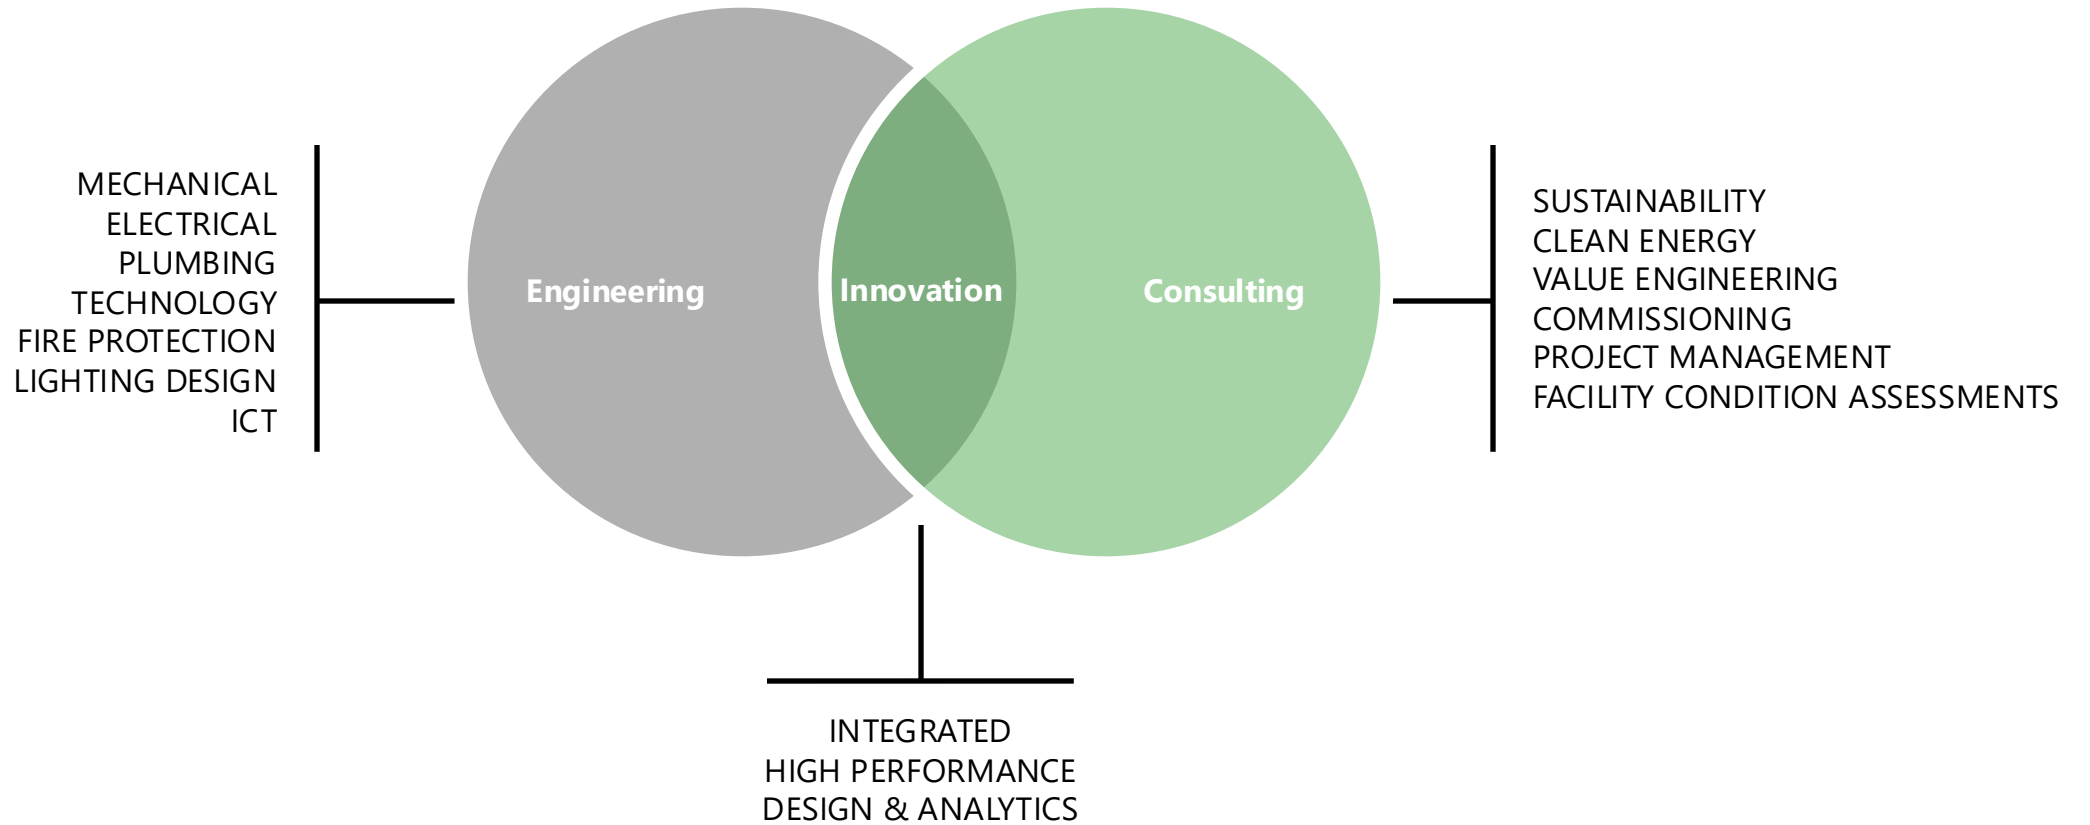 MECHANICAL
ELECTRICAL
PLUMBING
TECHNOLOGY
FIRE PROTECTION
LIGHTING DESIGN
ICT
Engineering
Innovation
Consulting
SUSTAINABILITY
CLEAN ENERGY
VALUE ENGINEERING
COMMISSIONING
PROJECT MANAGEMENT
FACILITY CONDITION ASSESSMENTS
INTEGRATED
HIGH PERFORMANCE
DESIGN & ANALYTICS